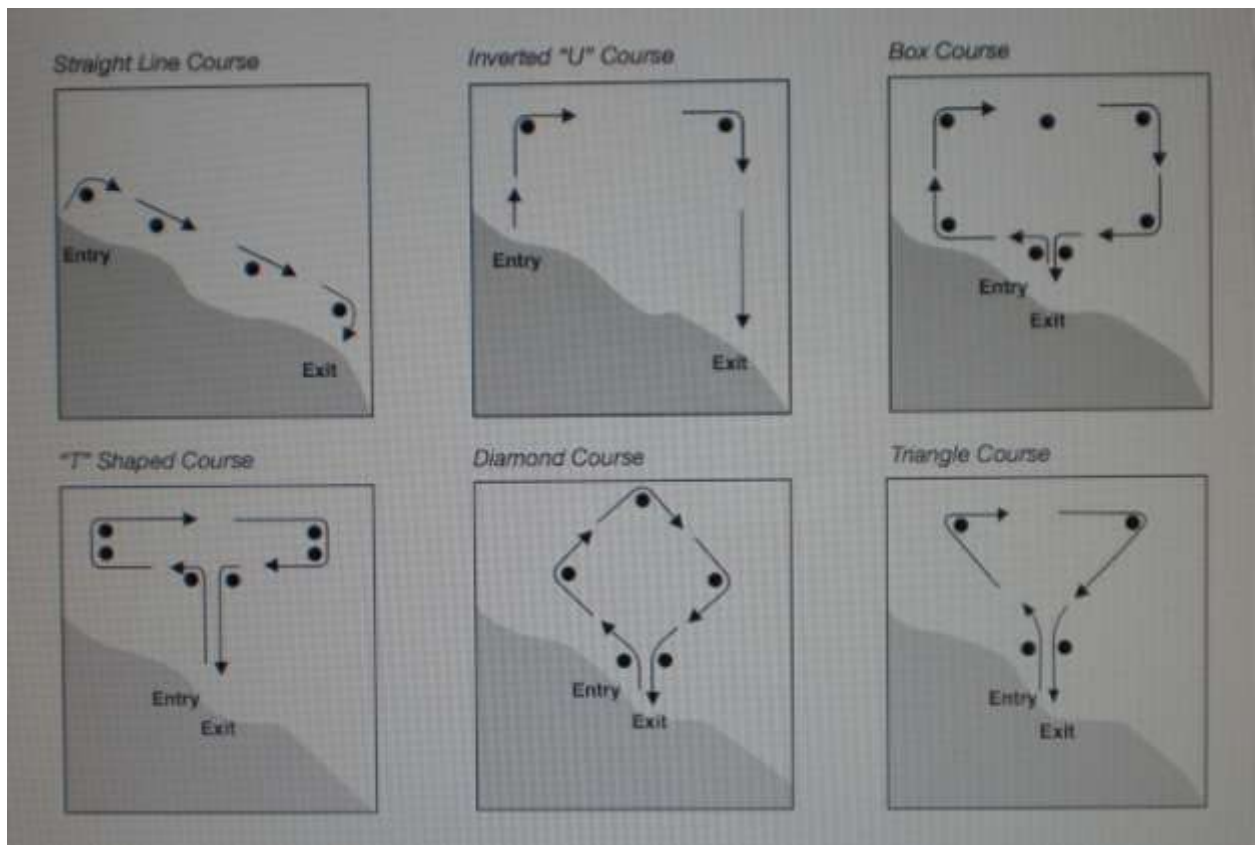 Straight Line Course
Inverted "U" Course
Box Course
Entry
Exit
Entry
Exit
Entry
Exit
"T" Shaped Course
Diamond Course
Triangle Course
Entry
Exit
Entry
Exit
Entry
Exit